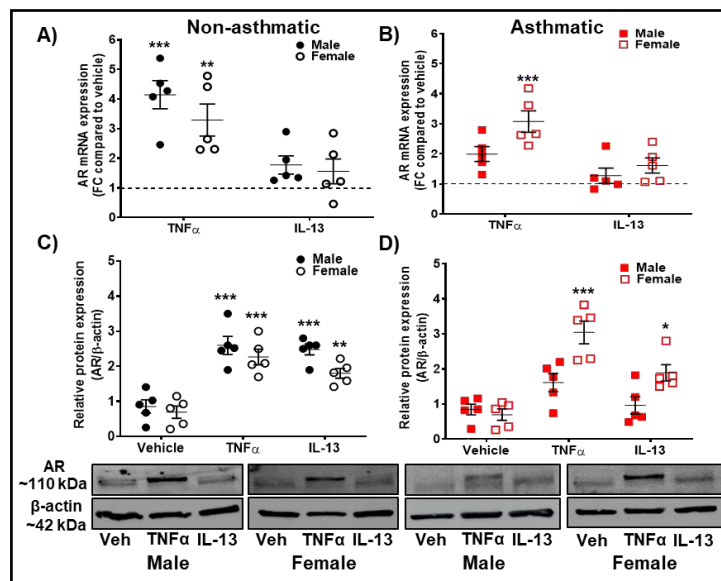 Non-asthmatic
Asthmatic
A)
AR mRNA expression
(FC compared to vehicle)
6
5
4
3
2
1
0
***
**
Male
Female
TNFα
IL-13
B)
AR mRNA expression
(FC compared to vehicle)
6
5
4
3
2
1
0
***
Male
Female
TNFα
IL-13
C)
Relative protein expression
(AR/β-actin)
5
4
3
2
1
0
***
***
***
**
Male
Female
Vehicle
TNFα
IL-13
D)
Relative protein expression
(AR/β-actin)
5
4
3
2
1
0
***
*
Male
Female
Vehicle
TNFα
IL-13
AR
~110 kDa
β-actin
~42 kDa
Veh TNFα IL-13
Veh TNFα IL-13
Veh TNFα IL-13
Veh TNFα IL-13
Male
Female
Male
Female